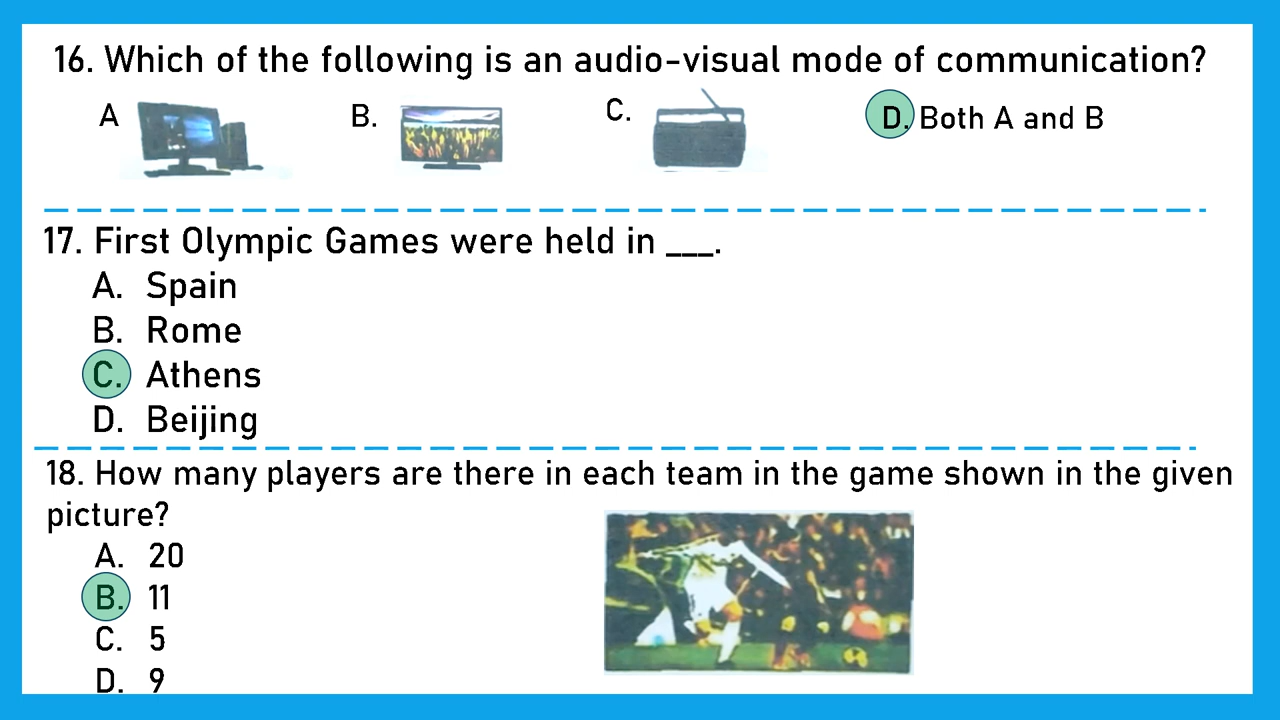 16. Which of the following is an audio-visual mode of communication?
A B. C. D. Both A and B
17. First Olympic Games were held in ___.
A. Spain
B. Rome
C. Athens
D. Beijing
18. How many players are there in each team in the game shown in the given
picture?
A. 20
B. 11
C. 5
D. 9